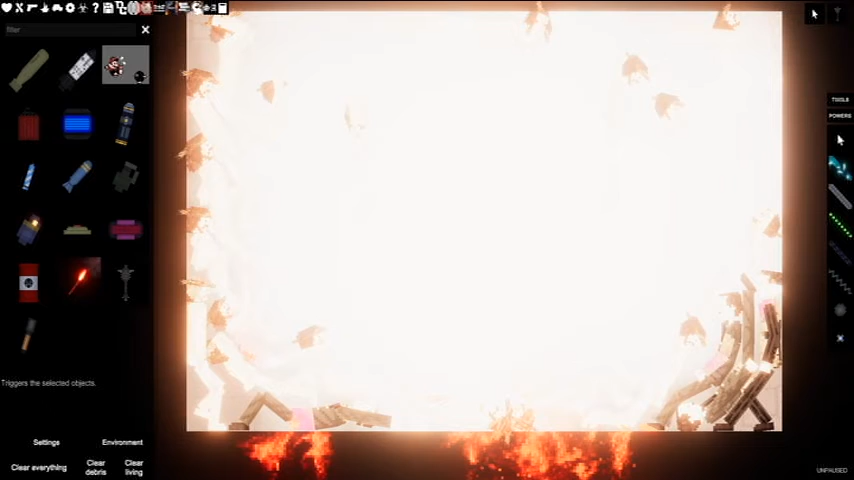 filter
TOOLS
POWERS
Triggers the selected objects.
Settings
Environment
Clear everything
Clear debris
Clear living
UNPAUSED